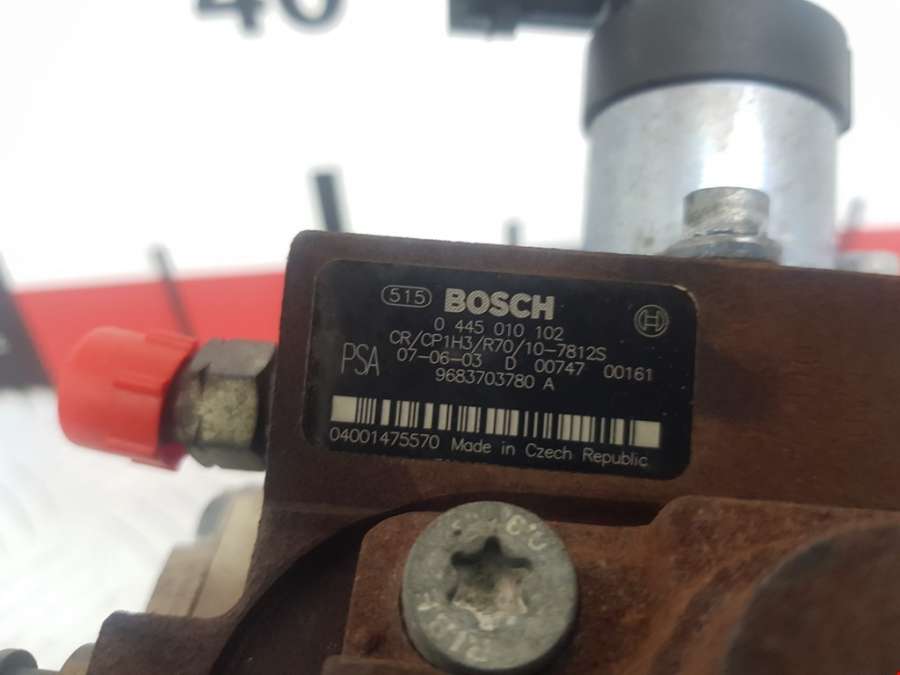 40
515 BOSCH
0 445 010 102
CR/CP1H3/R70/10-7812S
PSA 07-06-03 D 00747 00161
9683703780 A
04001475570 Made in Czech Republic